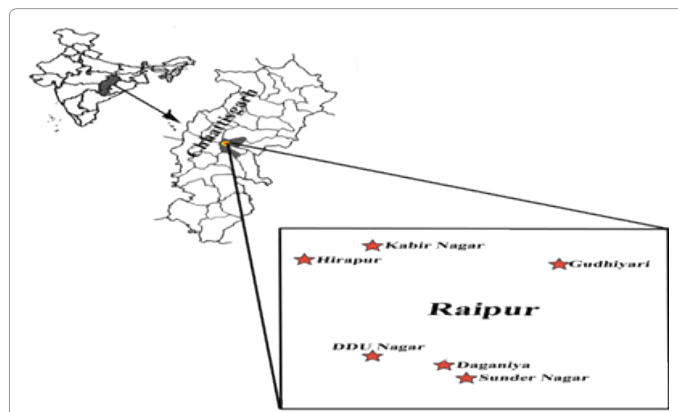 Chhattisgarh
Kabir Nagar
Hirapur
Gudhiyari
Raipur
DDU Nagar
Daganiya
Sunder Nagar